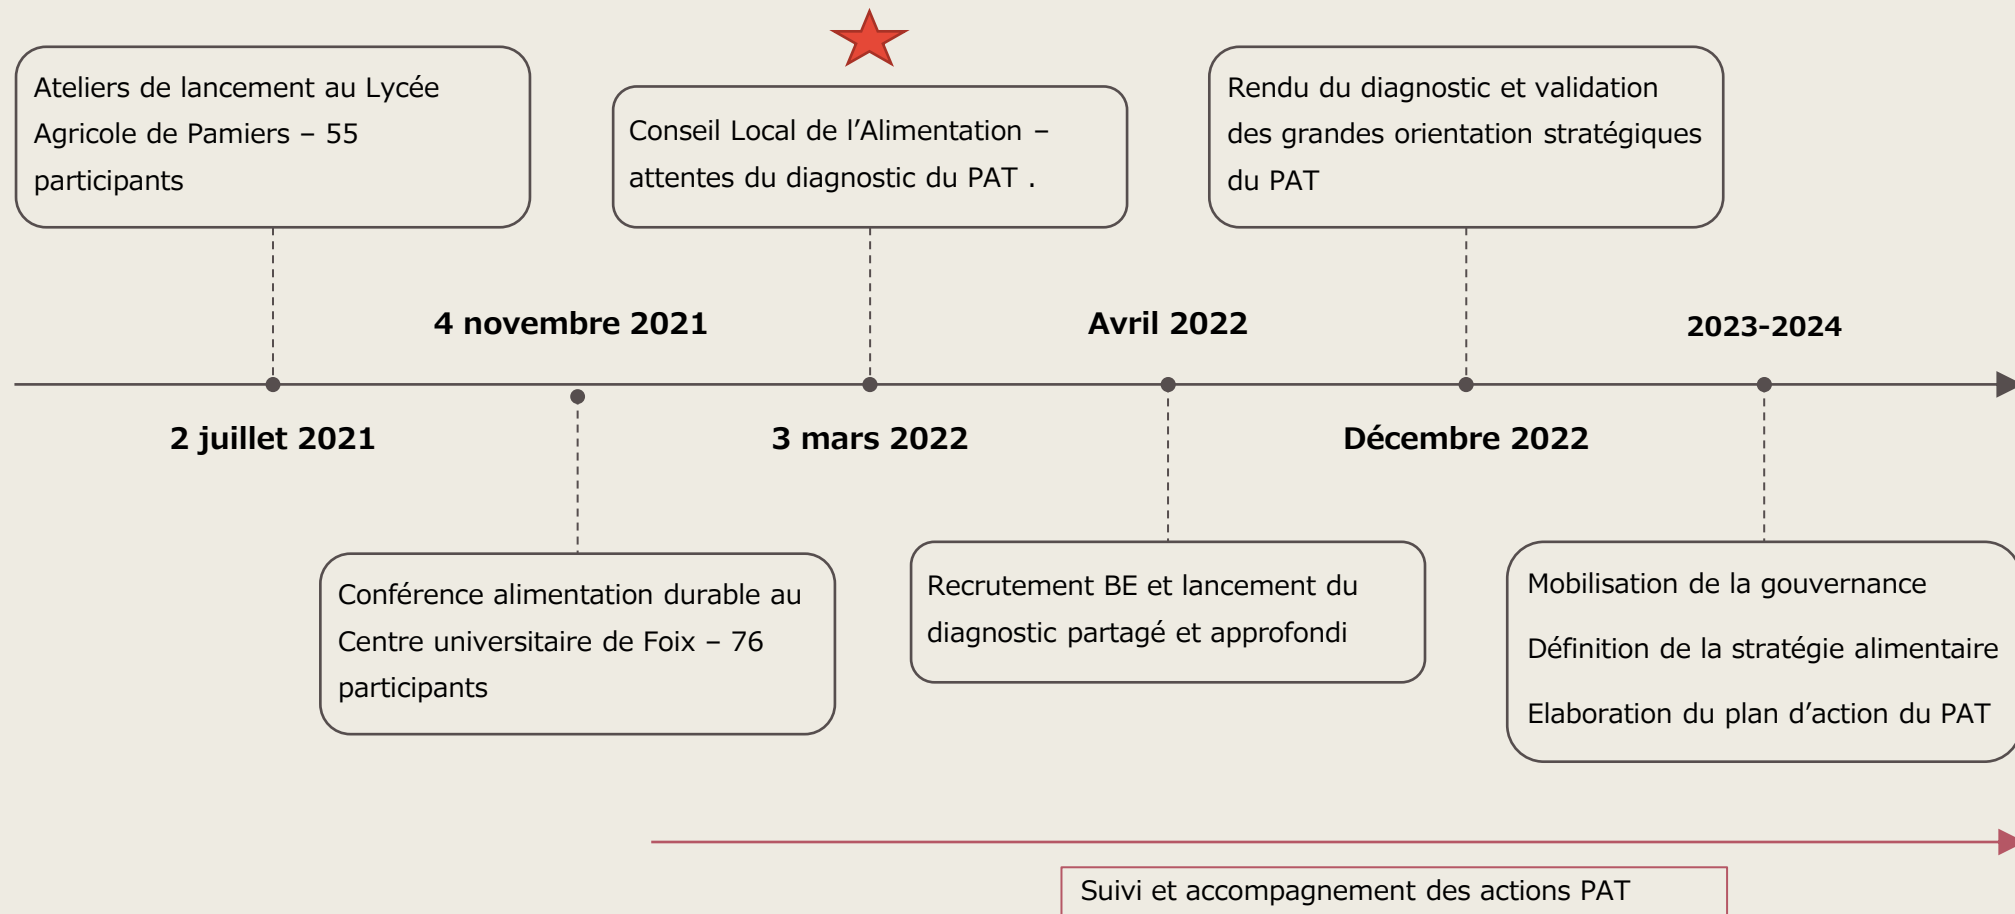 Ateliers de lancement au Lycée
Agricole de Pamiers – 55
participants
Conseil Local de l’Alimentation –
attentes du diagnostic du PAT .
Rendu du diagnostic et validation
des grandes orientation stratégiques
du PAT
4 novembre 2021
Avril 2022
2023-2024
2 juillet 2021
3 mars 2022
Décembre 2022
Conférence alimentation durable au
Centre universitaire de Foix – 76
participants
Recrutement BE et lancement du
diagnostic partagé et approfondi
Mobilisation de la gouvernance
Définition de la stratégie alimentaire
Elaboration du plan d’action du PAT
Suivi et accompagnement des actions PAT